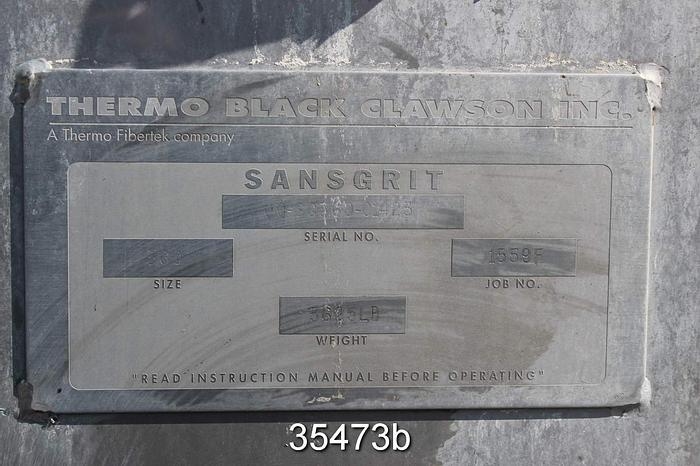 THERMO BLACK CLAWSON INC.
A Thermo Fibertek company
SANSGRIT
SERIAL NO.
SIZE
1559F
JOB NO.
WEIGHT
"READ INSTRUCTION MANUAL BEFORE OPERATING"
35473b